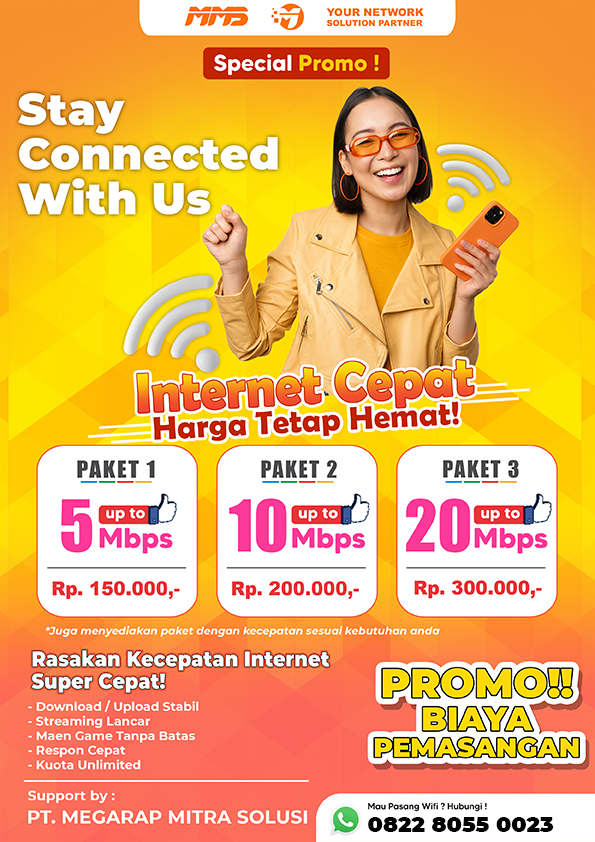 MMS
YOUR NETWORK
SOLUTION PARTNER
Special Promo !
Stay
Connected
With Us
Internet Cepat
Harga Tetap Hemat!
PAKET 1
5 up to Mbps
Rp. 150.000,-
PAKET 2
10 up to Mbps
Rp. 200.000,-
PAKET 3
20 up to Mbps
Rp. 300.000,-
*Juga menyediakan paket dengan kecepatan sesuai kebutuhan anda
Rasakan Kecepatan Internet
Super Cepat!
- Download / Upload Stabil
- Streaming Lancar
- Maen Game Tanpa Batas
- Respon Cepat
- Kuota Unlimited
PROMO!!
BIAYA
PEMASANGAN
Support by :
PT. MEGARAP MITRA SOLUSI
Mau Pasang Wifi ? Hubungi !
0822 8055 0023